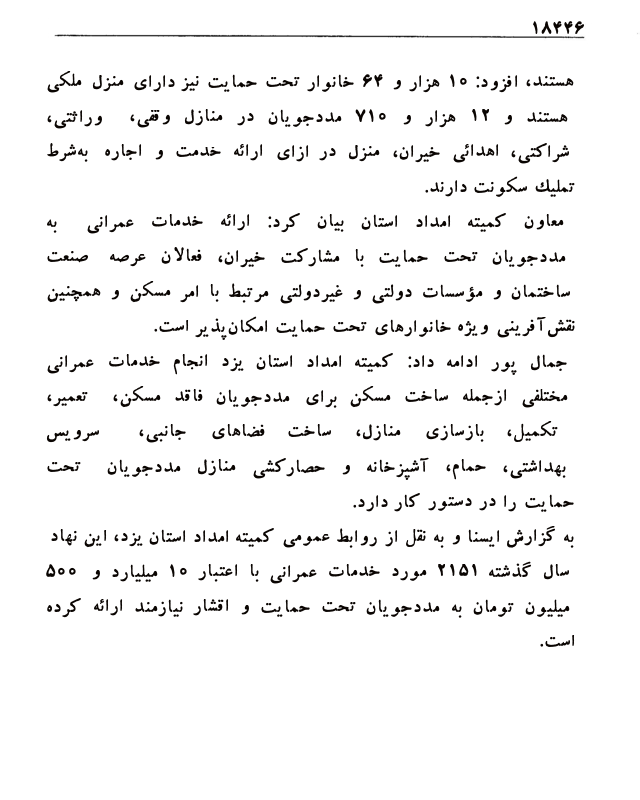 ۱۸۴۴۶
هستند، افزود: ۱۰ هزار و ۶۴ خانوار تحت حمایت نیز دارای منزل ملکی
هستند و ۱۲ هزار و ۷۱۰ مددجویان در منازل وقفی، وراثتی،
شراکتی، اهدائی خیران، منزل در ازای ارائه خدمت و اجاره به‌شرط
تملیك سکونت دارند.
معاون کمیته امداد استان بیان کرد: ارائه خدمات عمرانی به
مددجویان تحت حمایت با مشارکت خیران، فعالان عرصه صنعت
ساختمان و مؤسسات دولتی و غیردولتی مرتبط با امر مسکن و همچنین
نقش‌آفرینی ویژه خانوارهای تحت حمایت امکان‌پذیر است.
جمال پور ادامه داد: کمیته امداد استان یزد انجام خدمات عمرانی
مختلفی ازجمله ساخت مسکن برای مددجویان فاقد مسکن، تعمیر،
تکمیل، بازسازی منازل، ساخت فضاهای جانبی، سرویس
بهداشتی، حمام، آشپزخانه و حصارکشی منازل مددجویان تحت
حمایت را در دستور کار دارد.
به گزارش ایسنا و به نقل از روابط عمومی کمیته امداد استان یزد، این نهاد
سال گذشته ۲۱۵۱ مورد خدمات عمرانی با اعتبار ۱۰ میلیارد و ۵۰۰
میلیون تومان به مددجویان تحت حمایت و اقشار نیازمند ارائه کرده
است.